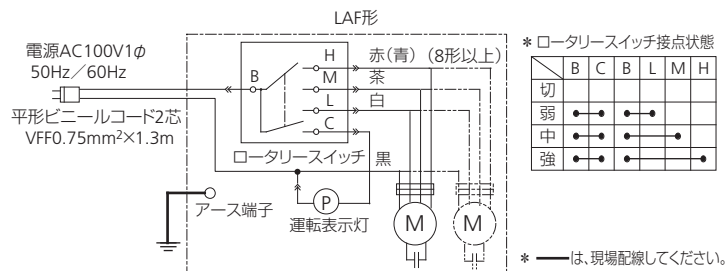 LAF形
電源AC100V1φ
50Hz/60Hz
平形ビニールコード2芯
VFF0.75mm²×1.3m
B
H
M
L
C
赤(青) (8形以上)
茶
白
ロータリースイッチ 黒
アース端子
P
運転表示灯
M
M
* ロータリースイッチ接点状態
B C B L M H
切
弱
中
強
* ━━は、現場配線してください。